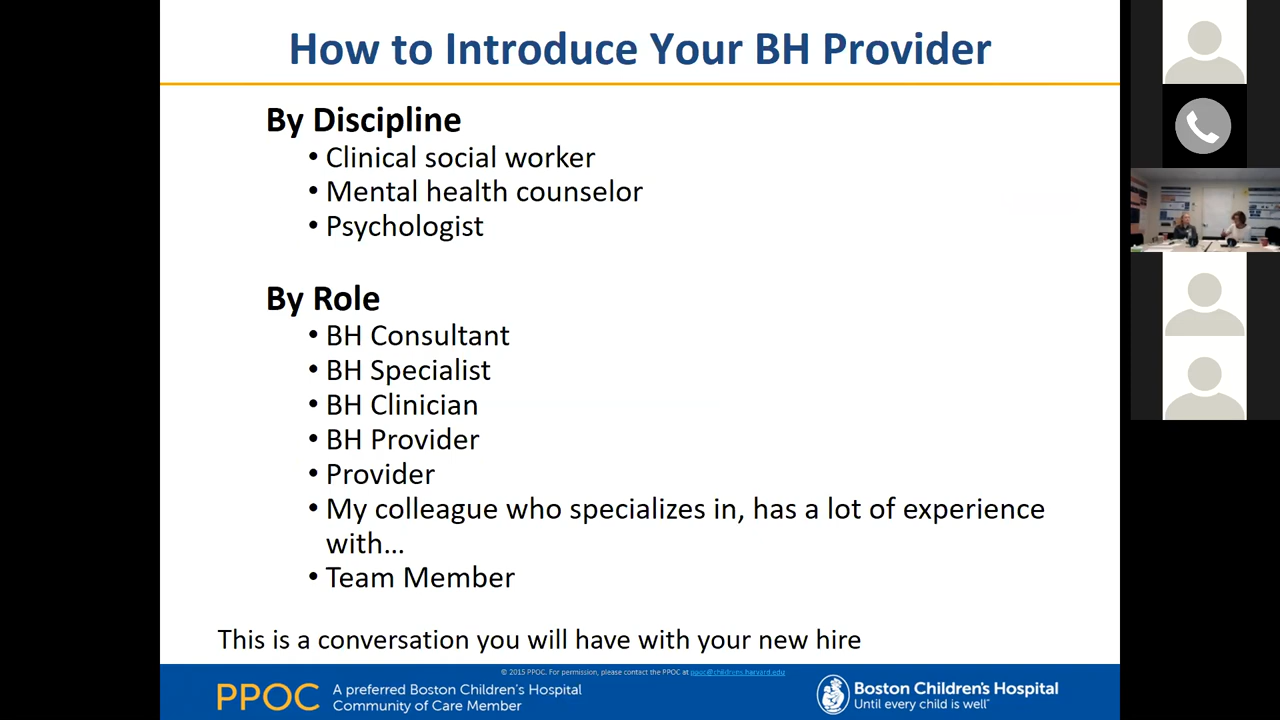 How to Introduce Your BH Provider
By Discipline
• Clinical social worker
• Mental health counselor
• Psychologist
By Role
• BH Consultant
• BH Specialist
• BH Clinician
• BH Provider
• Provider
• My colleague who specializes in, has a lot of experience
with...
• Team Member
This is a conversation you will have with your new hire
© 2015 PPOC. For permission, please contact the PPOC at ppoc@childrens.harvard.edu
PPOC
A preferred Boston Children's Hospital
Community of Care Member
Boston Children's Hospital
Until every child is well™